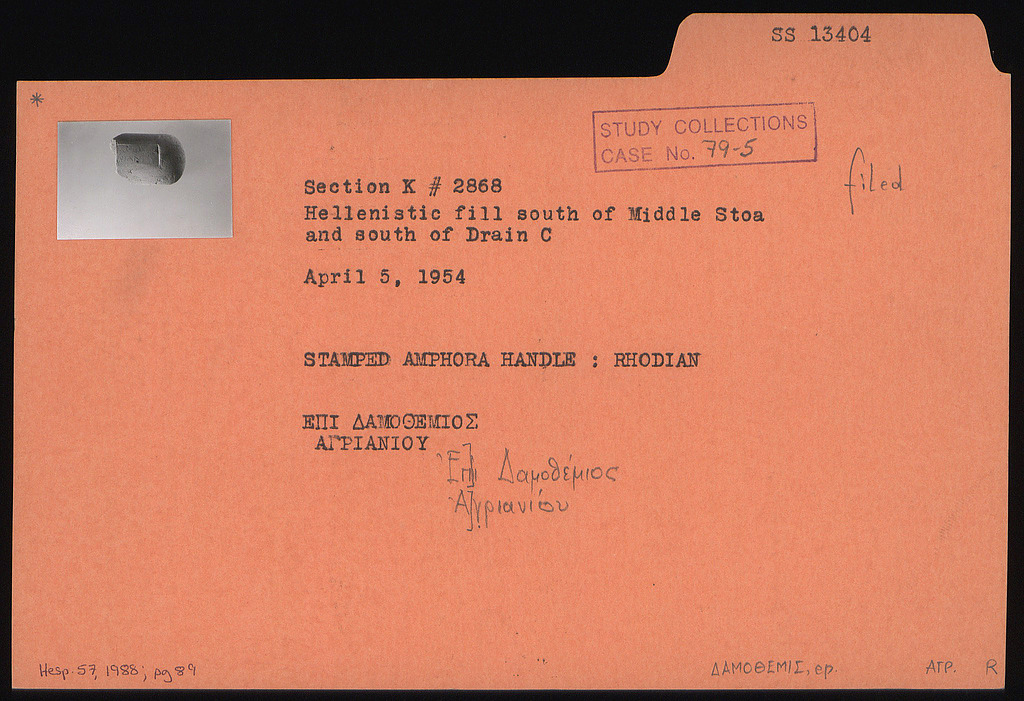 SS 13404
*
STUDY COLLECTIONS
CASE No. 79-5
filed
Section K # 2868
Hellenistic fill south of Middle Stoa
and south of Drain C
April 5, 1954
STAMPED AMPHORA HANDLE : RHODIAN
ΕΠΙ ΔΑΜΟΘΕΜΙΟΣ
ΑΓΡΙΑΝΙΟΥ
Ἐπ]ὶ Δαμοθέμιος
Ἀ]γριανίου
Hesp. 57, 1988; pg 89
ΔΑΜΟΘΕΜΙΣ, ep.
ΑΓΡ.
R